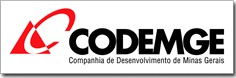 CODEMGE
Companhia de Desenvolvimento de Minas Gerais